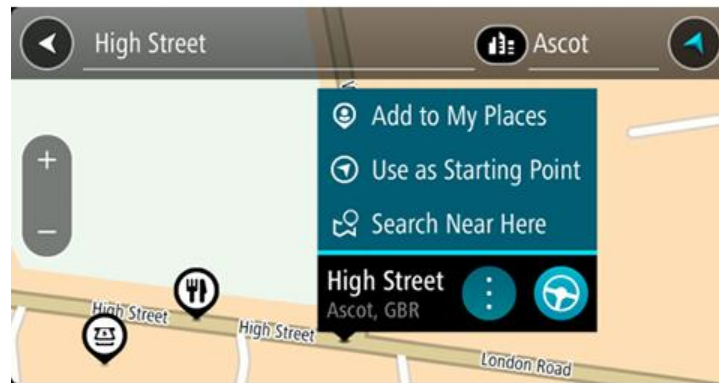 High Street
Ascot
Add to My Places
Use as Starting Point
Search Near Here
High Street
Ascot, GBR
High Street
High Street
London Road